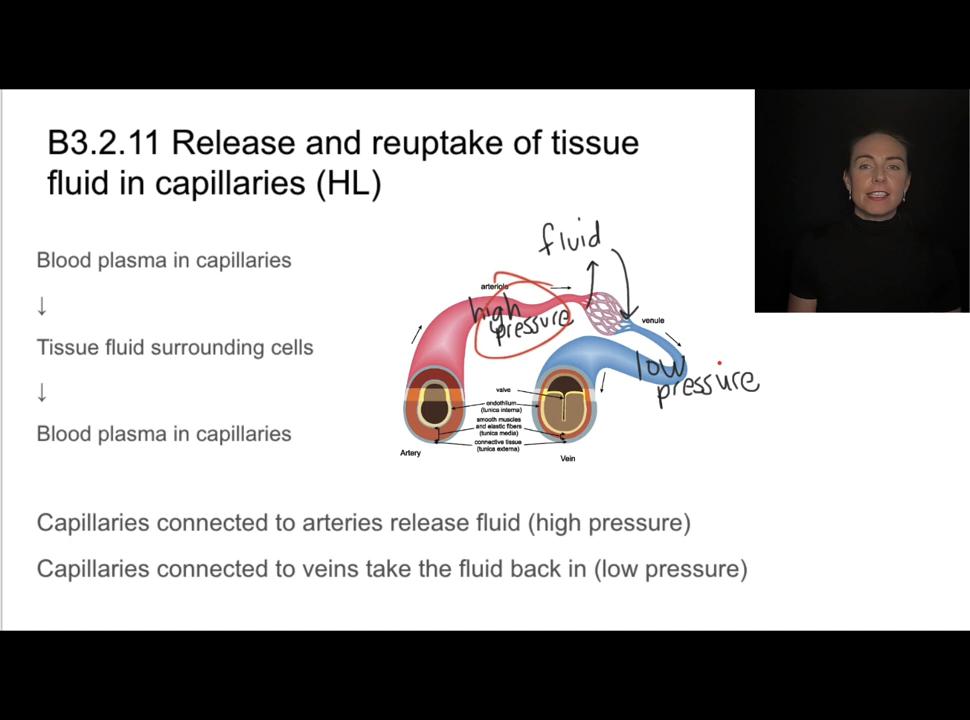 B3.2.11 Release and reuptake of tissue
fluid in capillaries (HL)
Blood plasma in capillaries
↓
Tissue fluid surrounding cells
↓
Blood plasma in capillaries
fluid
arteriole
high
pressure
venule
low
pressure
valve
endothlium
(tunica interna)
smooth muscles
and elastic fibers
(tunica media)
connective tissue
(tunica externa)
Artery
Vein
Capillaries connected to arteries release fluid (high pressure)
Capillaries connected to veins take the fluid back in (low pressure)